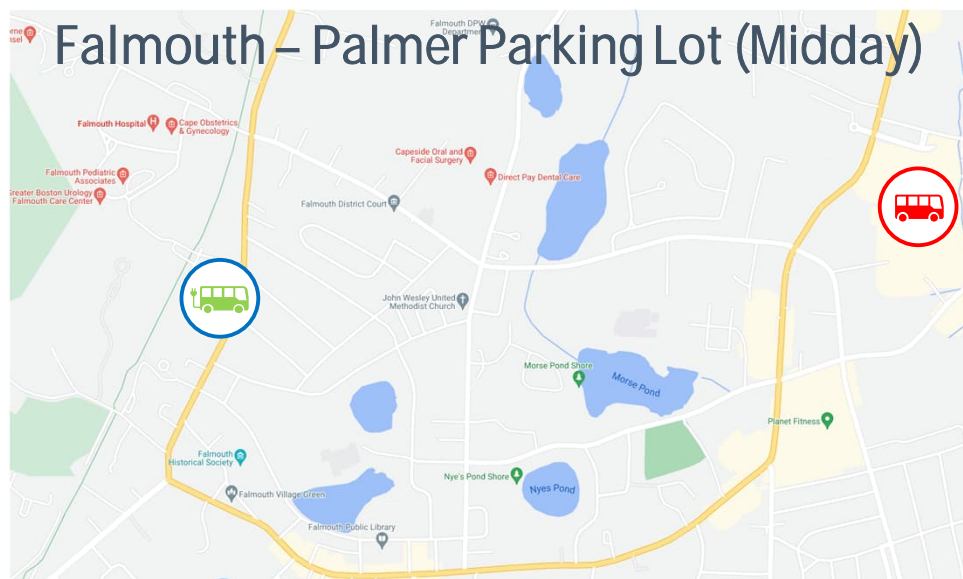 Falmouth – Palmer Parking Lot (Midday)
Falmouth DPW
Department
Falmouth Hospital
Cape Obstetrics
& Gynecology
Capeside Oral and
Facial Surgery
Direct Pay Dental Care
Falmouth Pediatric
Associates
Greater Boston Urology
Falmouth Care Center
Falmouth District Court
John Wesley United
Methodist Church
Morse Pond Shore
Morse Pond
Planet Fitness
Falmouth
Historical Society
Nye's Pond Shore
Nyes Pond
Falmouth Village Green
Falmouth Public Library